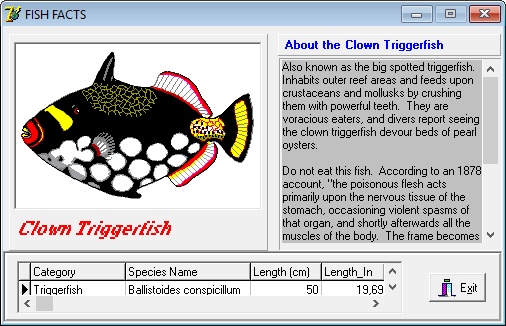 FISH FACTS
About the Clown Triggerfish
Also known as the big spotted triggerfish.
Inhabits outer reef areas and feeds upon
crustaceans and mollusks by crushing
them with powerful teeth.  They are
voracious eaters, and divers report seeing
the clown triggerfish devour beds of pearl
oysters.
Do not eat this fish.  According to an 1878
account, "the poisonous flesh acts
primarily upon the nervous tissue of the
stomach, occasioning violent spasms of
that organ, and shortly afterwards all the
muscles of the body.  The frame becomes
Clown Triggerfish
Category Species Name Length (cm) Length_In
Triggerfish Ballistoides conspicillum 50 19,69
Exit